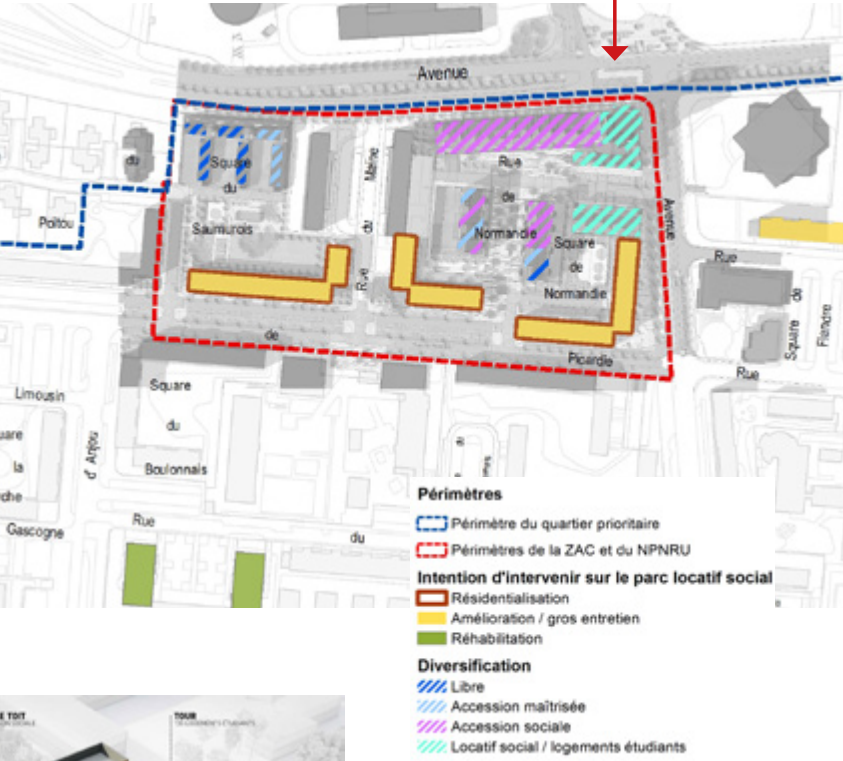 Avenue
du
Square
Maine
Rue
du
de
Poitou
Saumurois
du
Normandie
Square
Avenue
de
Rue
Rue
Normandie
de
Square
Flandre
de
Picardie
Rue
Limousin
Square
du
la
d' Anjou
Boulonnais
Gascogne
Rue
du
Périmètres
Périmètre du quartier prioritaire
Périmètres de la ZAC et du NPNRU
Intention d'intervenir sur le parc locatif social
Résidentialisation
Amélioration / gros entretien
Réhabilitation
Diversification
Libre
Accession maîtrisée
Accession sociale
Locatif social / logements étudiants
E TOIT
TOUR